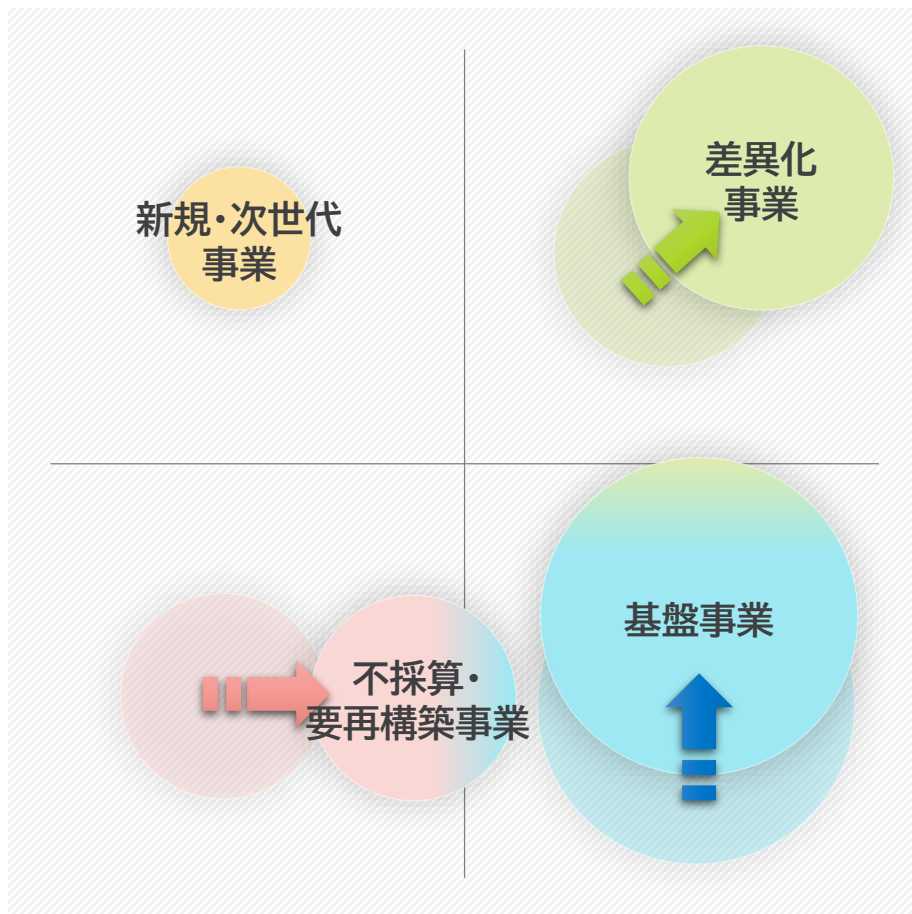 差異化
事業
新規・次世代
事業
基盤事業
不採算・
要再構築事業